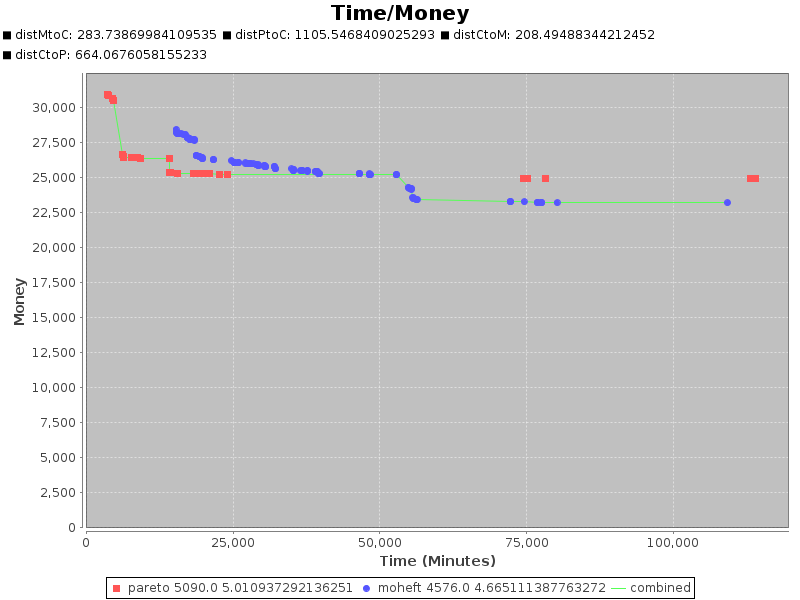 Time/Money
distMtoC: 283.73869984109535 distPtoC: 1105.5468409025293 distCtoM: 208.49488344212452
distCtoP: 664.0676058155233
30,000
27,500
25,000
22,500
20,000
17,500
15,000
12,500
10,000
7,500
5,000
2,500
0
Money
0 25,000 50,000 75,000 100,000
Time (Minutes)
pareto 5090.0 5.010937292136251 moheft 4576.0 4.665111387763272 combined